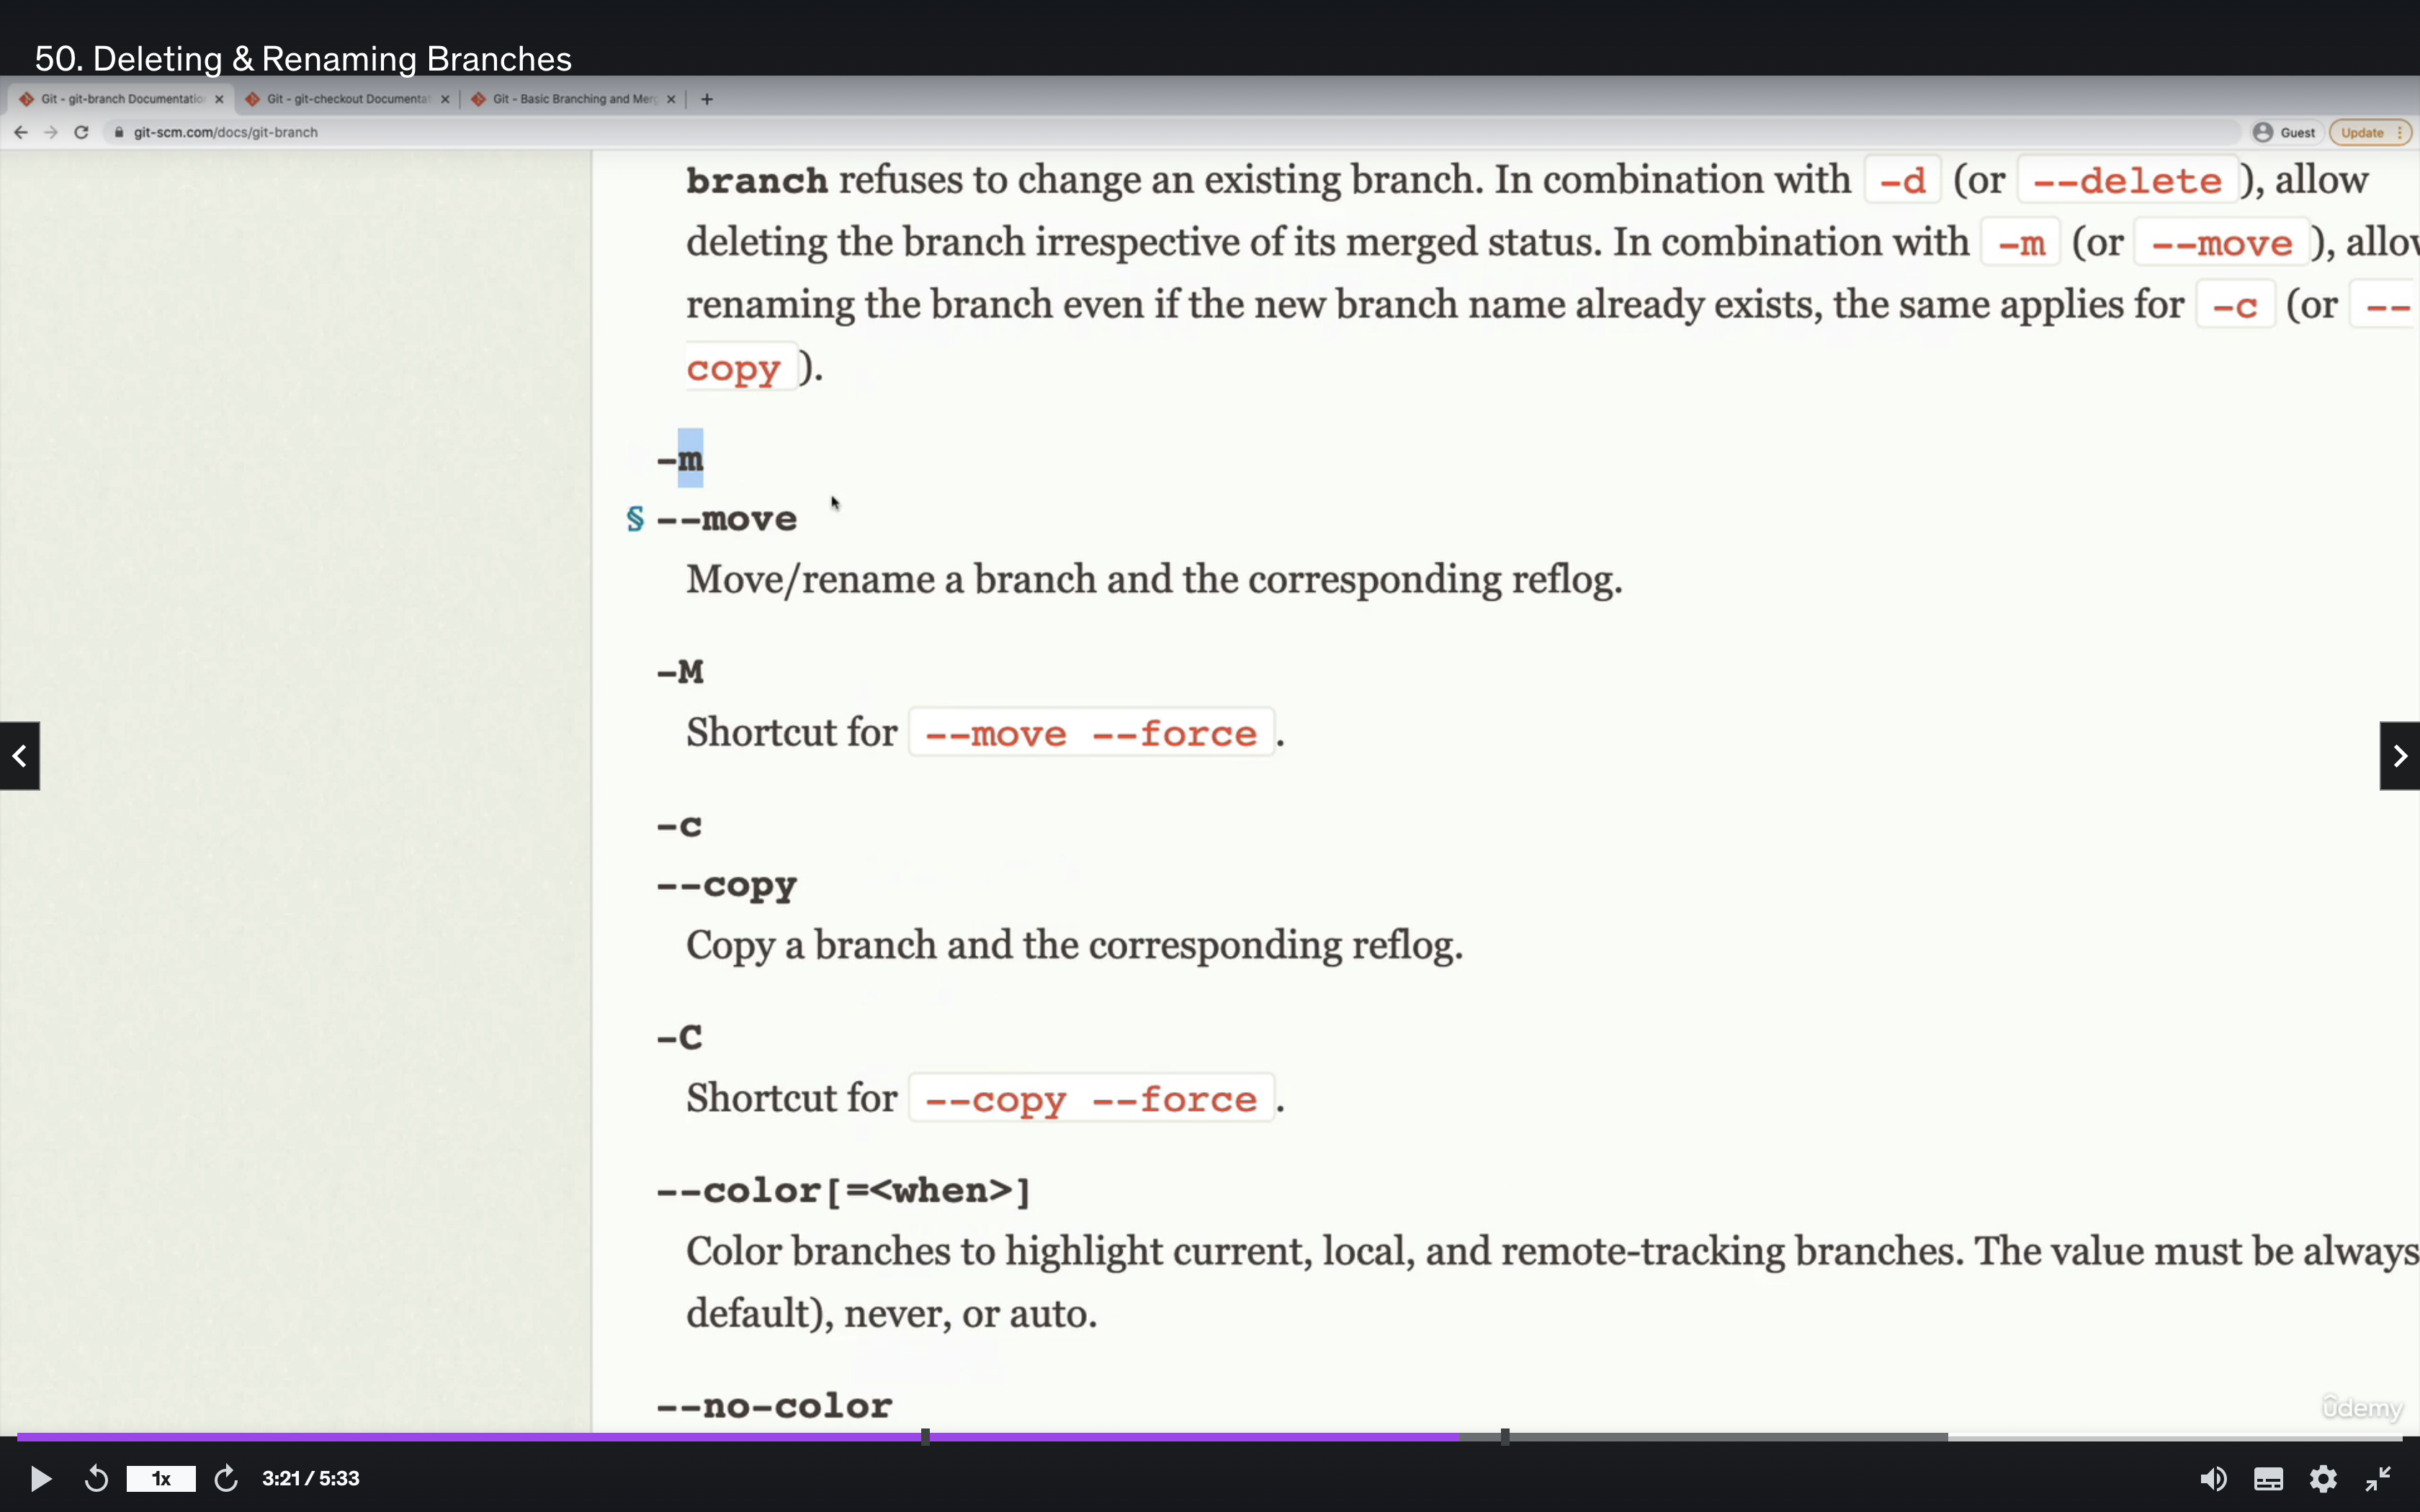 50. Deleting & Renaming Branches
Git - git-branch Documentation
Git - git-checkout Documentat
Git - Basic Branching and Merg
git-scm.com/docs/git-branch
Guest
Update
branch refuses to change an existing branch. In combination with -d (or --delete ), allow
deleting the branch irrespective of its merged status. In combination with -m (or --move ), allow
renaming the branch even if the new branch name already exists, the same applies for -c (or --
copy ).
-m
§ --move
Move/rename a branch and the corresponding reflog.
-M
Shortcut for --move --force .
-c
--copy
Copy a branch and the corresponding reflog.
-C
Shortcut for --copy --force .
--color[=<when>]
Color branches to highlight current, local, and remote-tracking branches. The value must be always
default), never, or auto.
--no-color
ûdemy
1x
3:21 / 5:33